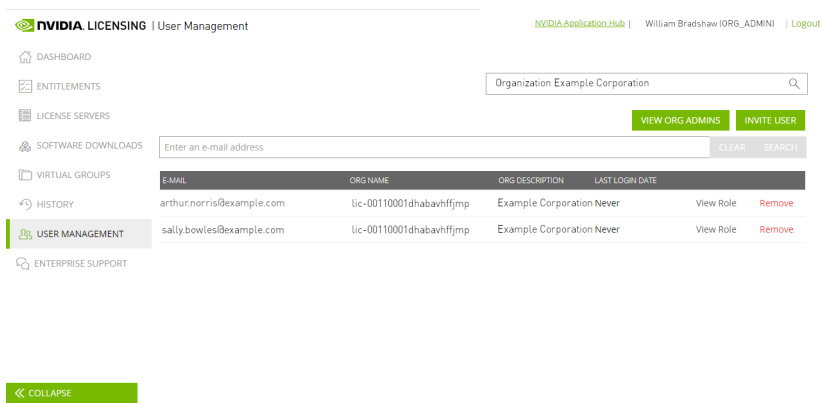 NVIDIA. LICENSING | User Management
NVIDIA Application Hub | William Bradshaw (ORG_ADMIN) | Logout
DASHBOARD
ENTITLEMENTS
LICENSE SERVERS
SOFTWARE DOWNLOADS
VIRTUAL GROUPS
HISTORY
USER MANAGEMENT
ENTERPRISE SUPPORT
Organization Example Corporation
VIEW ORG ADMINS INVITE USER
Enter an e-mail address CLEAR SEARCH
E-MAIL ORG NAME ORG DESCRIPTION LAST LOGIN DATE
arthur.norris@example.com lic-00110001dhabavhffjmp Example Corporation Never View Role Remove
sally.bowles@example.com lic-00110001dhabavhffjmp Example Corporation Never View Role Remove
COLLAPSE